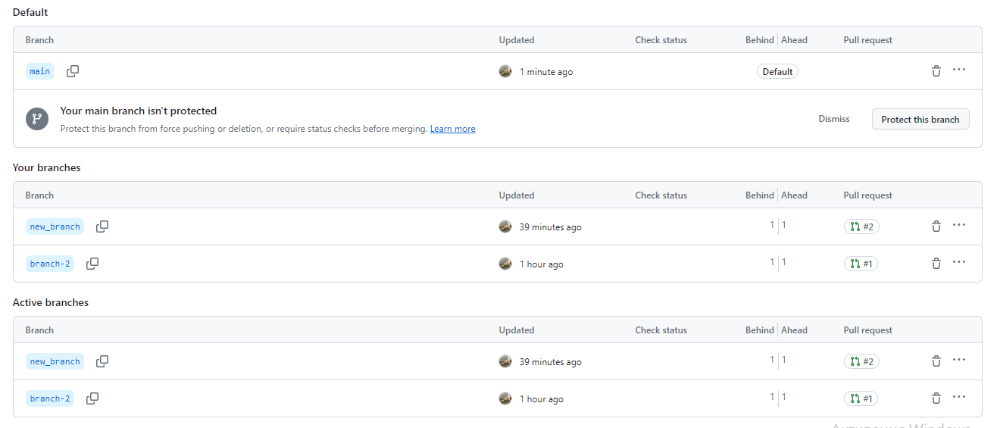 Default
Branch Updated Check status Behind Ahead Pull request
main 1 minute ago Default
Your main branch isn't protected
Protect this branch from force pushing or deletion, or require status checks before merging. Learn more
Dismiss Protect this branch
Your branches
Branch Updated Check status Behind Ahead Pull request
new_branch 39 minutes ago 1 1 #2
branch-2 1 hour ago 1 1 #1
Active branches
Branch Updated Check status Behind Ahead Pull request
new_branch 39 minutes ago 1 1 #2
branch-2 1 hour ago 1 1 #1